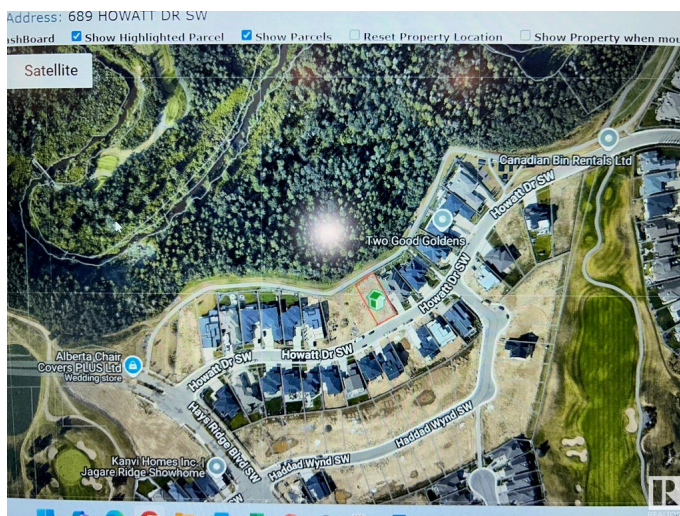 Address: 689 HOWATT DR SW
ashBoard Show Highlighted Parcel Show Parcels Reset Property Location Show Property when mou
Satellite
Canadian Bin Rentals Ltd
Howatt Dr SW
Two Good Goldens
Howatt Dr SW
Howatt Dr SW
Howatt Dr SW
Alberta Chair
Covers PLUS Ltd
Wedding store
Hays Ridge Blvd SW
Haddad Wynd SW
Haddad Wynd SW
Kanvi Homes Inc. |
Jagare Ridge Showhome
SW
R